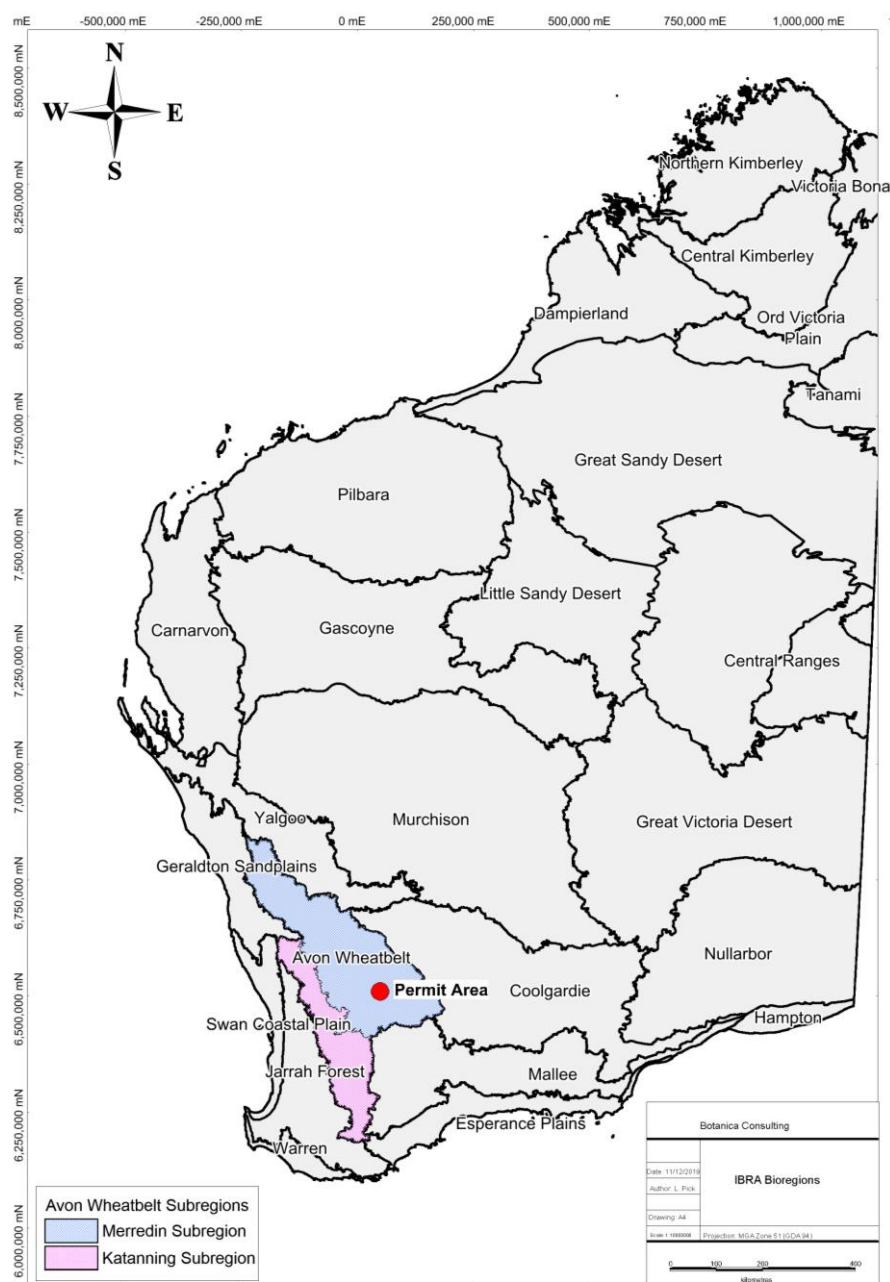 mE
-500,000 mE
-250,000 mE
0 mE
250,000 mE
500,000 mE
750,000 mE
1,000,000 mE
8,500,000 mN
8,250,000 mN
8,000,000 mN
7,750,000 mN
7,500,000 mN
7,250,000 mN
7,000,000 mN
6,750,000 mN
6,500,000 mN
6,250,000 mN
6,000,000 mN
N
W
E
S
Northern Kimberley
Victoria Bona
Central Kimberley
Dampierland
Ord Victoria
Plain
Tanami
Great Sandy Desert
Pilbara
Little Sandy Desert
Carnarvon
Gascoyne
Central Ranges
Yalgoo
Murchison
Great Victoria Desert
Geraldton Sandplains
Avon Wheatbelt
Nullarbor
Permit Area
Coolgardie
Swan Coastal Plain
Hampton
Jarrah Forest
Mallee
Esperance Plains
Warren
Avon Wheatbelt Subregions
Merredin Subregion
Katanning Subregion
Botanica Consulting
Date: 11/12/2019
Author: L. Pick
IBRA Bioregions
Drawing: A4
Projection: MGA Zone 51 (GDA 94)
0 100 200 400
kilometres